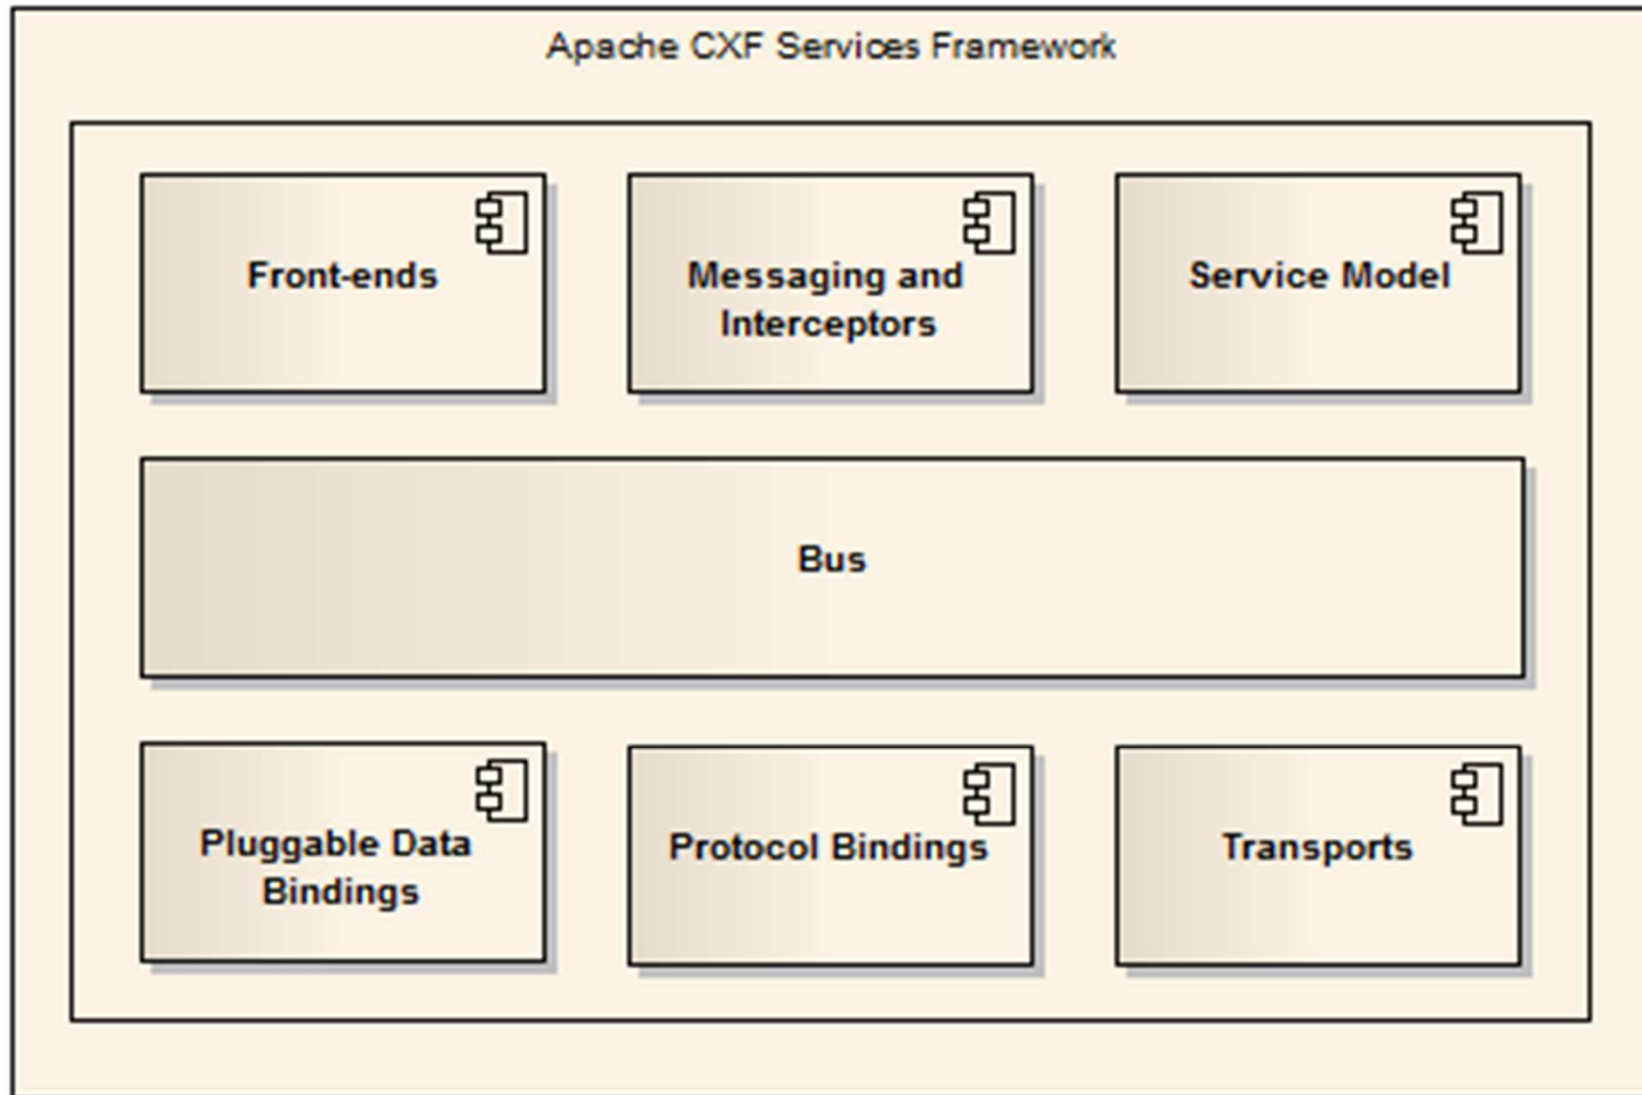 Apache CXF Services Framework
Front-ends
Messaging and
Interceptors
Service Model
Bus
Pluggable Data
Bindings
Protocol Bindings
Transports